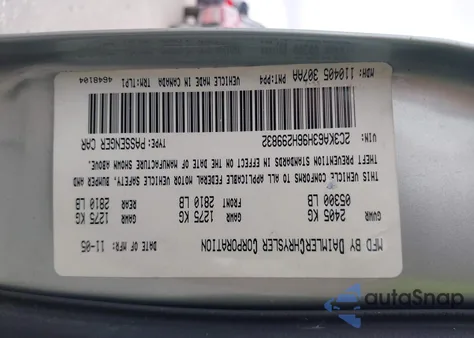 MFD BY DAIMLERCHRYSLER CORPORATION DATE OF MFR: 11-05
GVWR GAWR FRONT GAWR REAR
2405 KG 1275 KG 1275 KG
05300 LB 2810 LB 2810 LB
THIS VEHICLE CONFORMS TO ALL APPLICABLE FEDERAL MOTOR VEHICLE SAFETY, BUMPER AND
THEFT PREVENTION STANDARDS IN EFFECT ON THE DATE OF MANUFACTURE SHOWN ABOVE.
VIN: 2C3KA63H96H299832 TYPE: PASSENGER CAR
MDH: 110405 307AA PNT: PP4 VEHICLE MADE IN CANADA TRM: TLP1
4648104
autoSnap